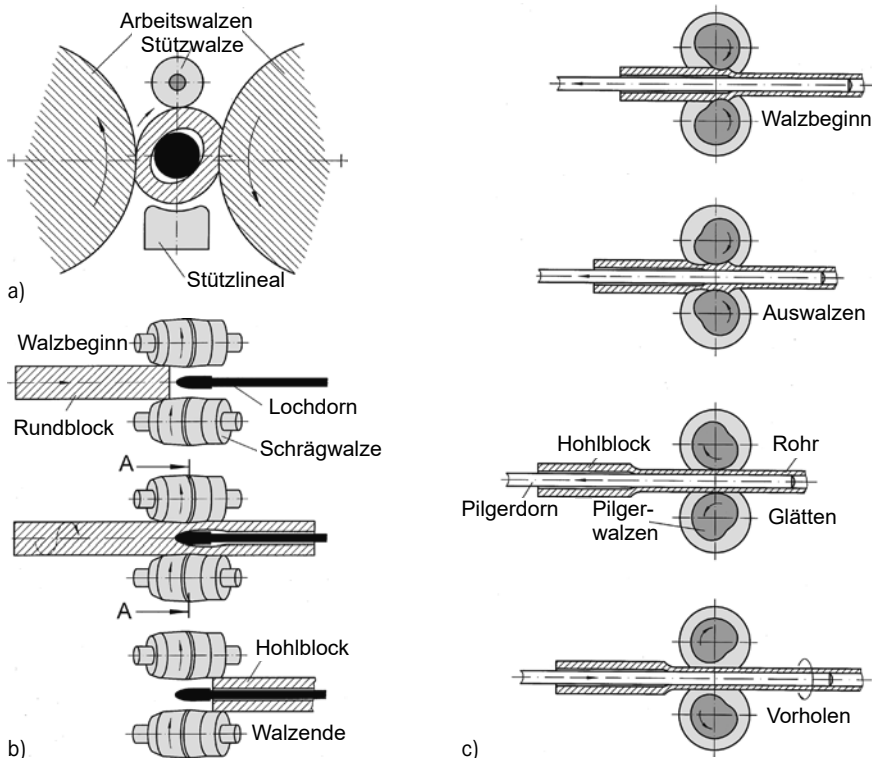 Arbeitswalzen
Stützwalze
Stützlineal
a)
Walzbeginn
Lochdorn
Rundblock
Schrägwalze
A
A
Hohlblock
Walzende
b)
Walzbeginn
Auswalzen
Hohlblock
Rohr
Pilgerdorn
Pilger-
walzen
Glätten
Vorholen
c)